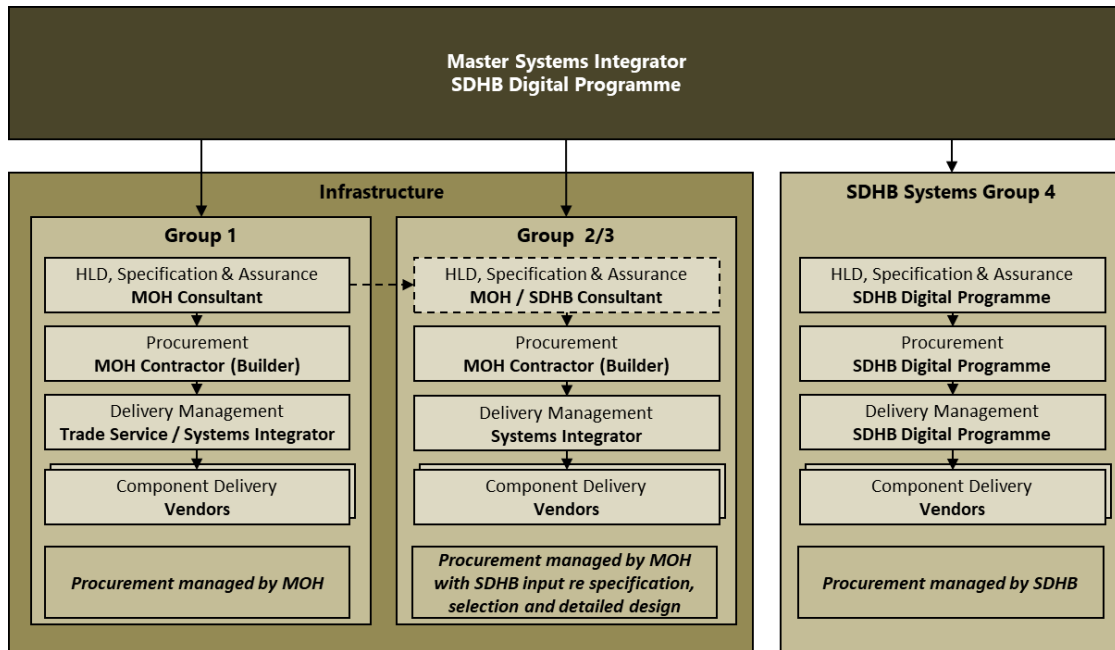 Master Systems Integrator
SDHB Digital Programme
Infrastructure
Group 1
HLD, Specification & Assurance
MOH Consultant
Procurement
MOH Contractor (Builder)
Delivery Management
Trade Service / Systems Integrator
Component Delivery
Vendors
Procurement managed by MOH
Group 2/3
HLD, Specification & Assurance
MOH / SDHB Consultant
Procurement
MOH Contractor (Builder)
Delivery Management
Systems Integrator
Component Delivery
Vendors
Procurement managed by MOH
with SDHB input re specification,
selection and detailed design
SDHB Systems Group 4
HLD, Specification & Assurance
SDHB Digital Programme
Procurement
SDHB Digital Programme
Delivery Management
SDHB Digital Programme
Component Delivery
Vendors
Procurement managed by SDHB